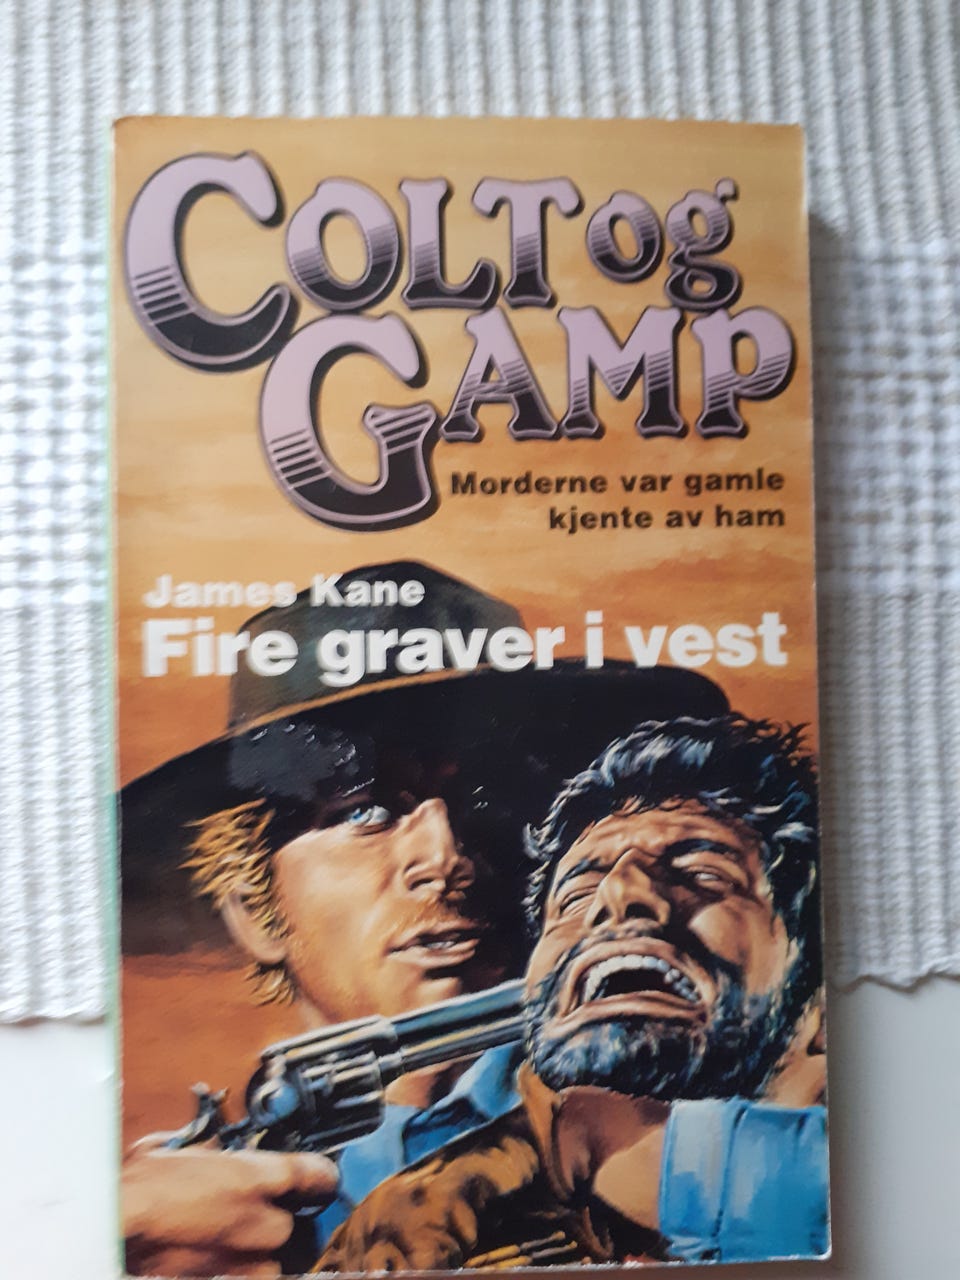 COLT og
GAMP
Morderne var gamle
kjente av ham
James Kane
Fire graver i vest